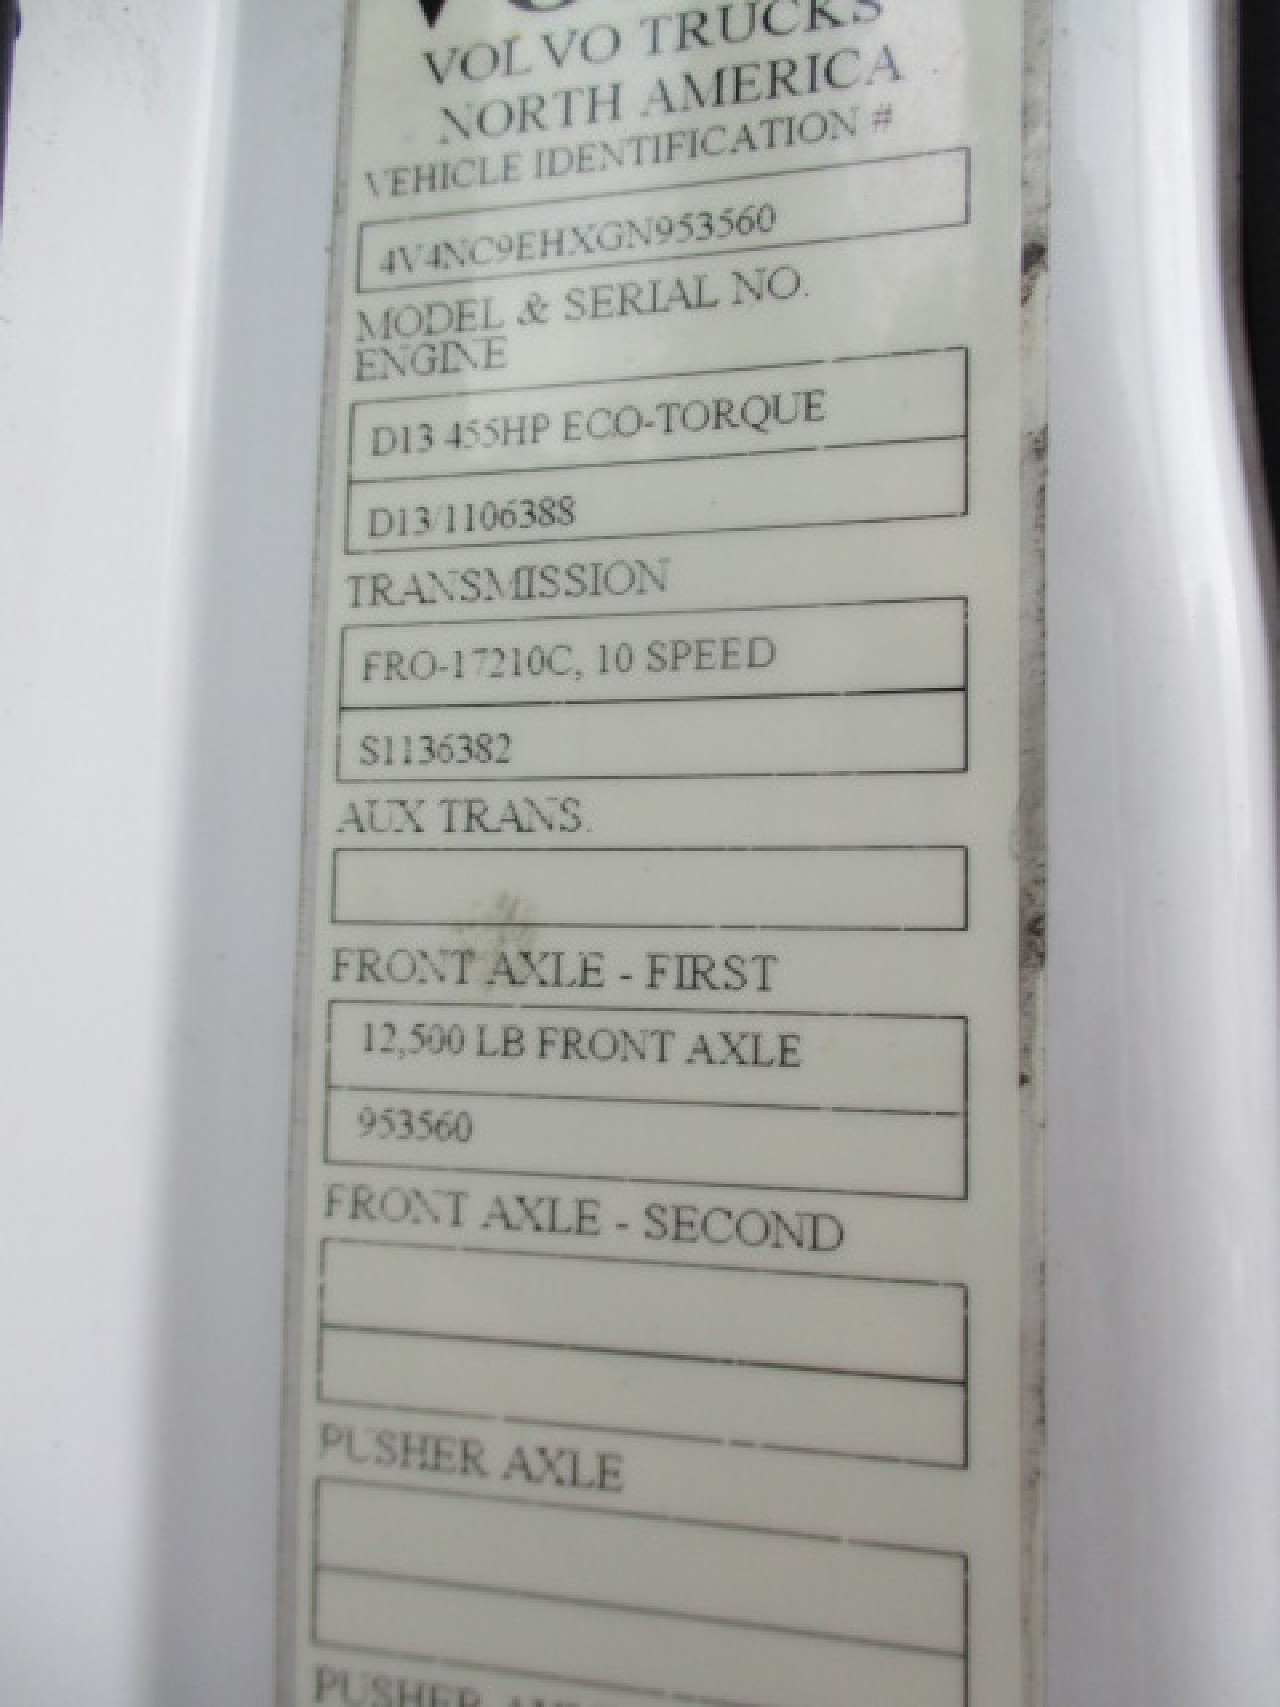 VOLVO TRUCKS
NORTH AMERICA
VEHICLE IDENTIFICATION #
4V4NC9EHXGN953560
MODEL & SERIAL NO.
ENGINE
D13 455HP ECO-TORQUE
D13/1106388
TRANSMISSION
FRO-17210C, 10 SPEED
S1136382
AUX TRANS.
FRONT AXLE - FIRST
12,500 LB FRONT AXLE
953560
FRONT AXLE - SECOND
PUSHER AXLE
PUSHER